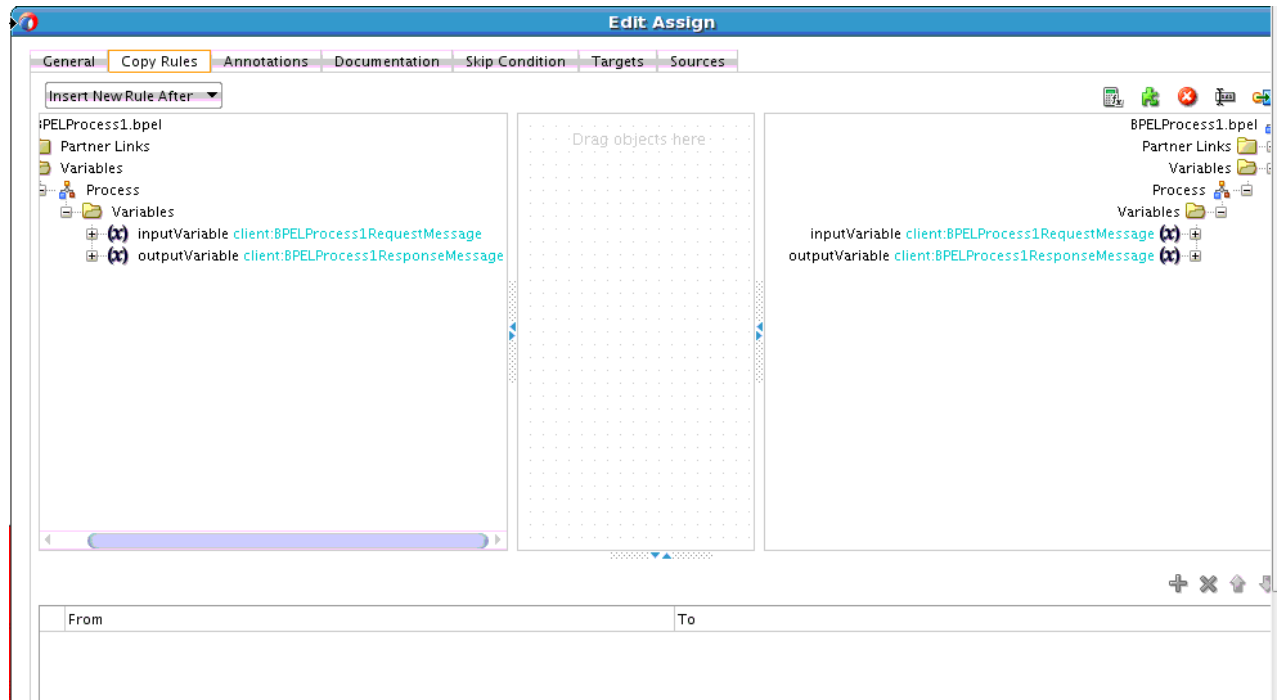 Edit Assign
General Copy Rules Annotations Documentation Skip Condition Targets Sources
Insert New Rule After
PELProcess1.bpel
Partner Links
Variables
Process
Variables
(x) inputVariable client:BPELProcess1RequestMessage
(x) outputVariable client:BPELProcess1ResponseMessage
Drag objects here
BPELProcess1.bpel
Partner Links
Variables
Process
Variables
inputVariable client:BPELProcess1RequestMessage (x)
outputVariable client:BPELProcess1ResponseMessage (x)
From To